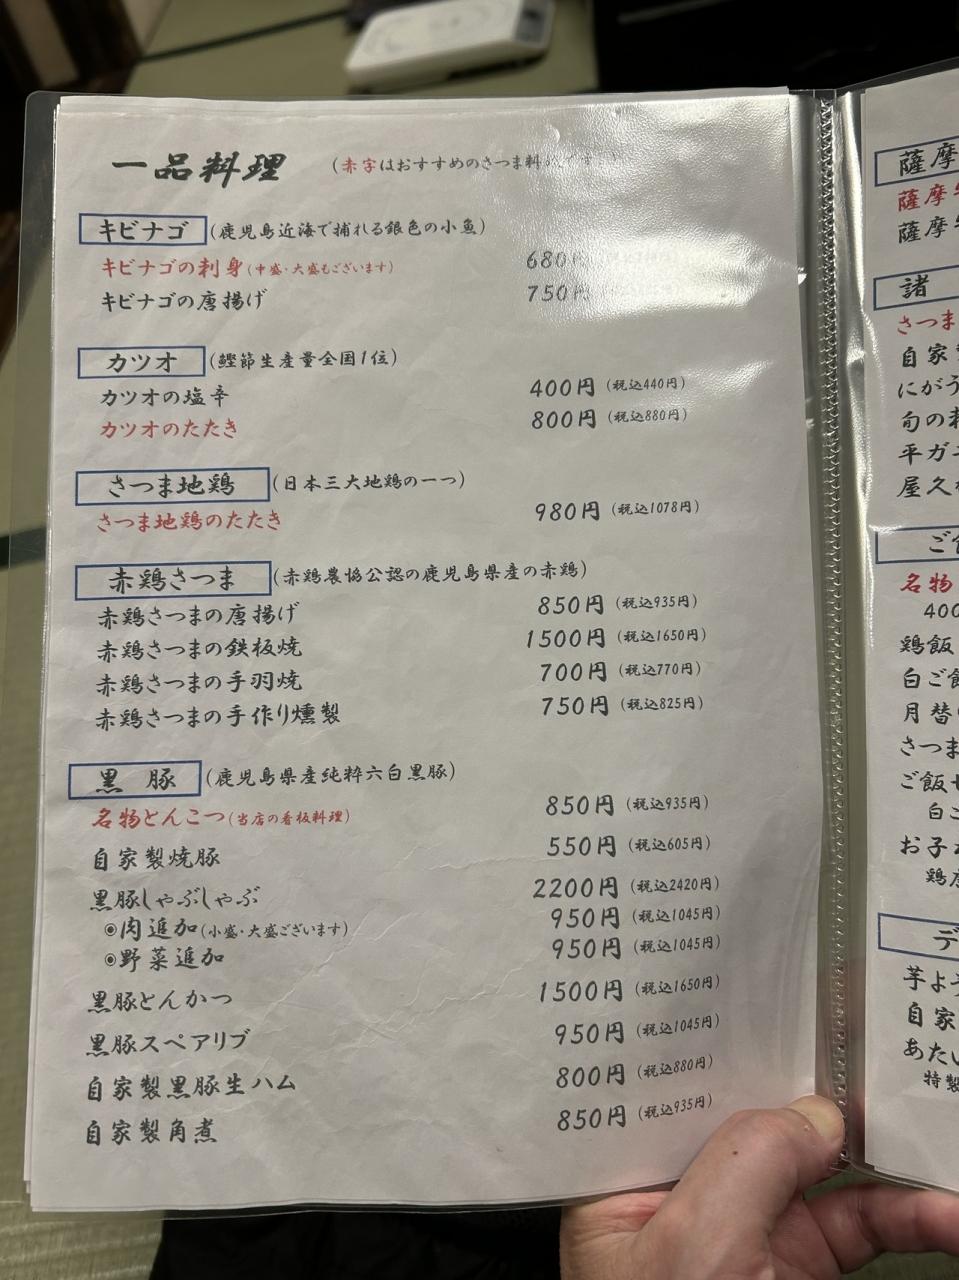 一品料理 (赤字はおすすめのさつま料
キビナゴ (鹿児島近海で捕れる銀色の小魚)
キビナゴの刺身(中盛・大盛もございます) 680円
キビナゴの唐揚げ 750円
カツオ (鰹節生産量全国1位)
カツオの塩辛 400円 (税込440円)
カツオのたたき 800円 (税込880円)
さつま地鶏 (日本三大地鶏の一つ)
さつま地鶏のたたき 980円 (税込1078円)
赤鶏さつま (赤鶏農協公認の鹿児島県産の赤鶏)
赤鶏さつまの唐揚げ 850円 (税込935円)
赤鶏さつまの鉄板焼 1500円 (税込1650円)
赤鶏さつまの手羽焼 700円 (税込770円)
赤鶏さつまの手作り燻製 750円 (税込825円)
黒豚 (鹿児島県産純粋六白黒豚)
名物とんこつ(当店の看板料理) 850円 (税込935円)
自家製焼豚 550円 (税込605円)
黒豚しゃぶしゃぶ 2200円 (税込2420円)
◉肉追加(小盛・大盛ございます) 950円 (税込1045円)
◉野菜追加 950円 (税込1045円)
黒豚とんかつ 1500円 (税込1650円)
黒豚スペアリブ 950円 (税込1045円)
自家製黒豚生ハム 800円 (税込880円)
自家製角煮 850円 (税込935円)
薩摩
薩摩
薩摩
諸
さつま
自家
にがう
旬の
平ガ
屋久
ご
名物
400
鶏飯
白ご
月替
さつま
ご飯
白ご
お子
鶏
デ
芋よ
自家
あたい
特製